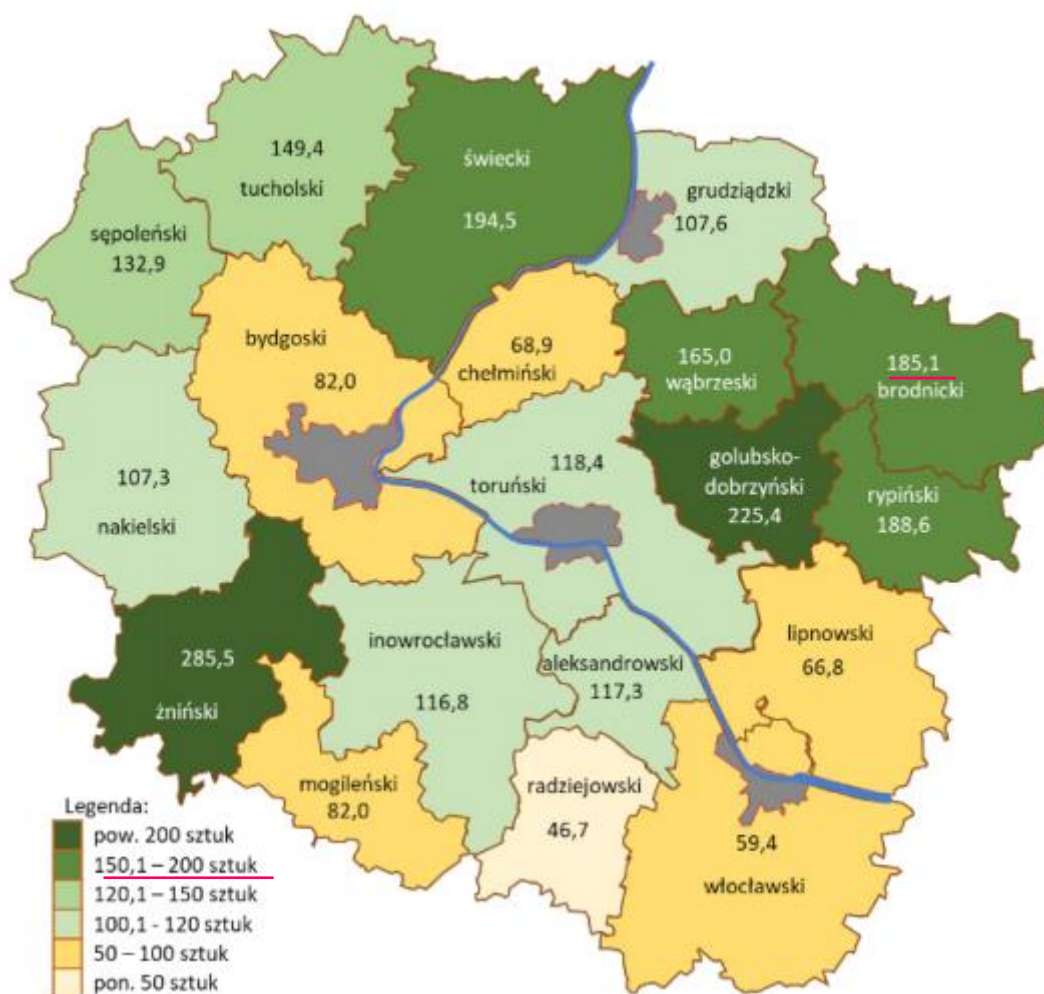 149,4
tucholski
świecki
194,5
grudziądzki
107,6
sępoleński
132,9
bydgoski
82,0
68,9
chełmiński
165,0
wąbrzeski
185,1
brodnicki
107,3
nakielski
118,4
toruński
golubsko-
dobrzyński
225,4
rypiński
188,6
285,5
żniński
inowrocławski
116,8
aleksandrowski
117,3
lipnowski
66,8
mogileński
82,0
radziejowski
46,7
59,4
włocławski
Legenda:
pow. 200 sztuk
150,1 – 200 sztuk
120,1 – 150 sztuk
100,1 - 120 sztuk
50 – 100 sztuk
pon. 50 sztuk